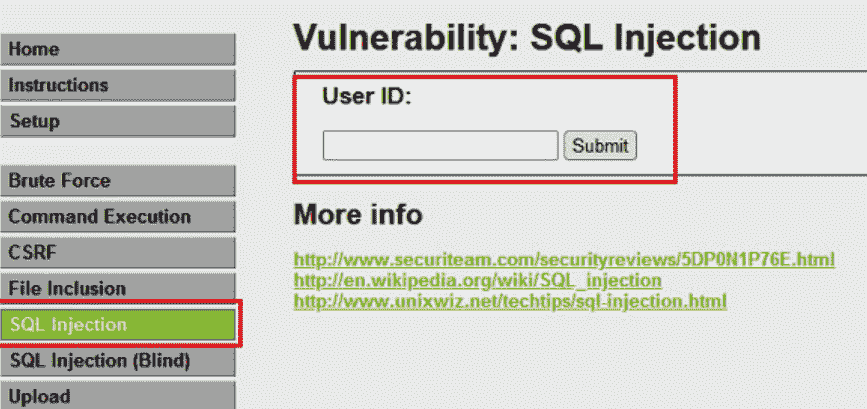 Home
Instructions
Setup
Brute Force
Command Execution
CSRF
File Inclusion
SQL Injection
SQL Injection (Blind)
Upload
Vulnerability: SQL Injection
User ID:
Submit
More info
http://www.securiteam.com/securityreviews/5DP0N1P76E.html
http://en.wikipedia.org/wiki/SQL_injection
http://www.unixwiz.net/techtips/sql-injection.html